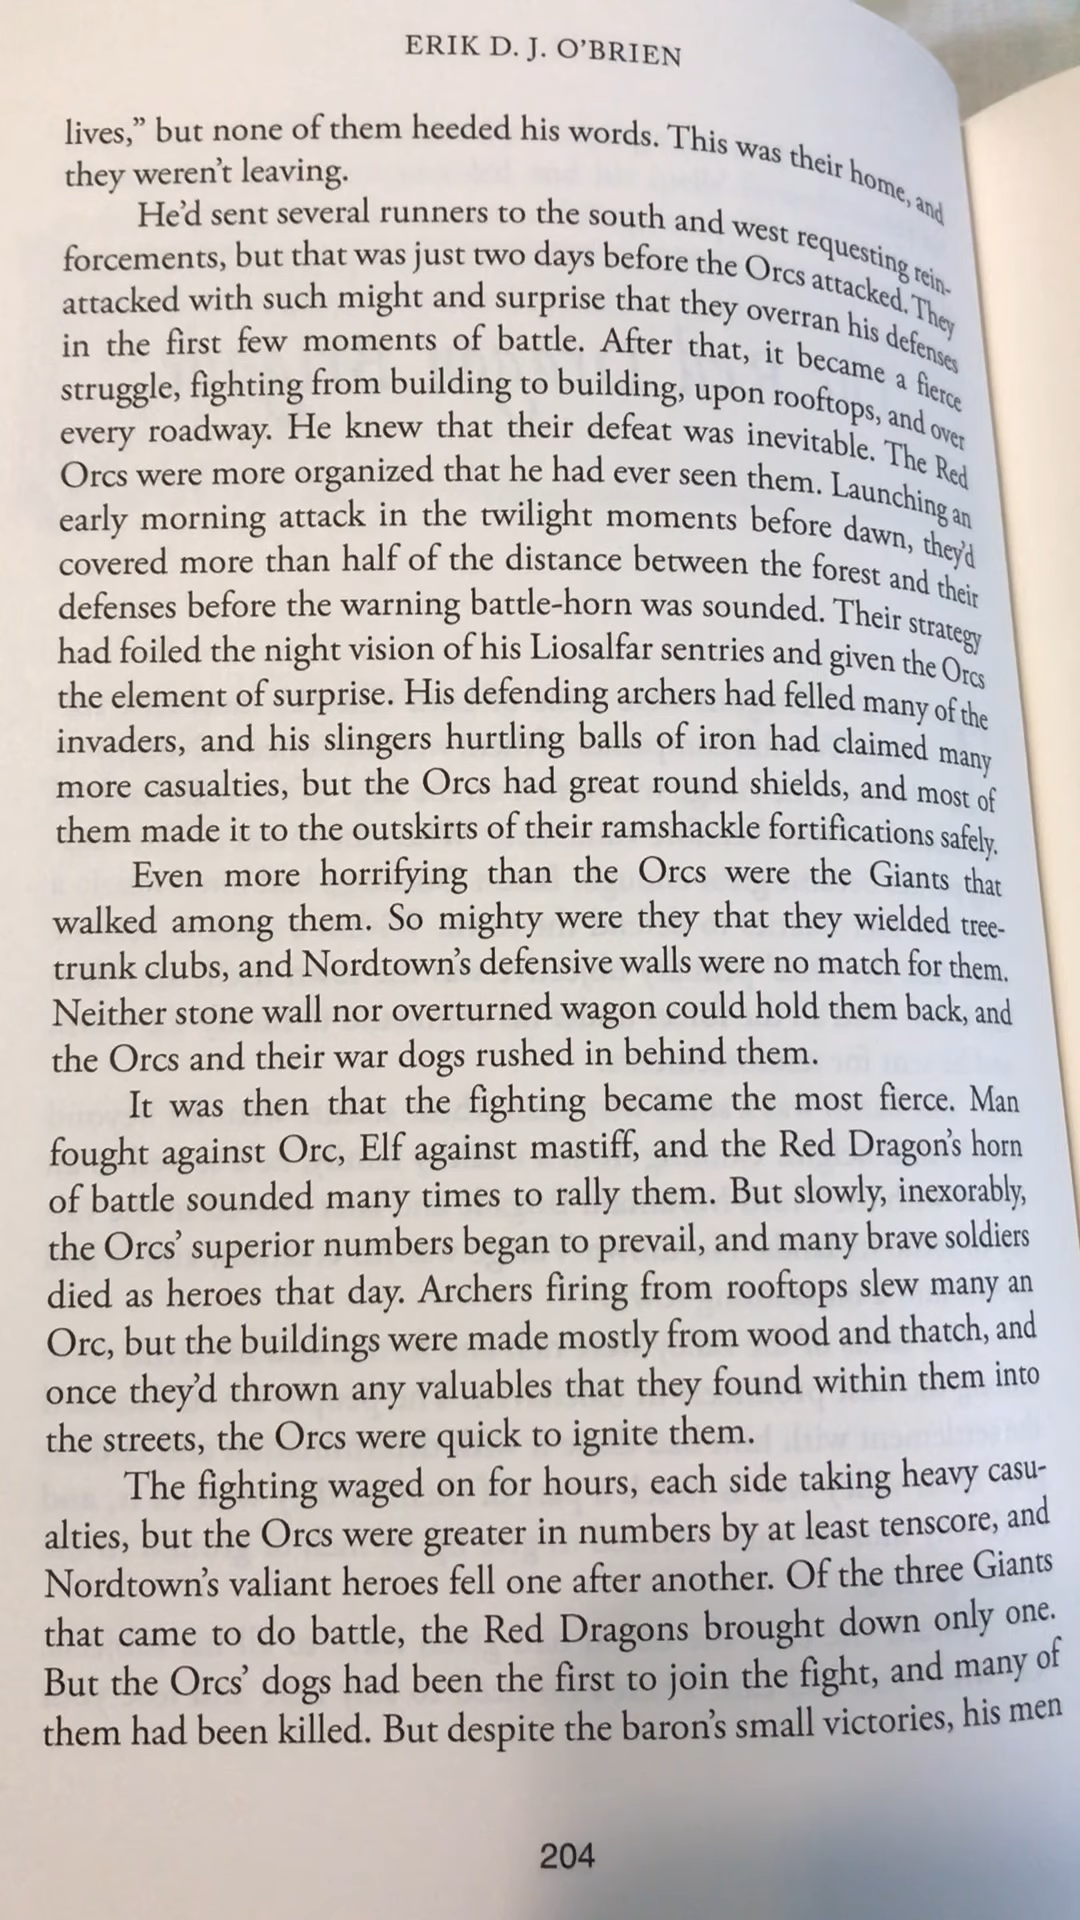 ERIK D. J. O'BRIEN
lives,” but none of them heeded his words. This was their home, and
they weren't leaving.
He'd sent several runners to the south and west requesting rein-
forcements, but that was just two days before the Orcs attacked. They
attacked with such might and surprise that they overran his defenses
in the first few moments of battle. After that, it became a fierce
struggle, fighting from building to building, upon rooftops, and over
every roadway. He knew that their defeat was inevitable. The Red
Orcs were more organized that he had ever seen them. Launching an
early morning attack in the twilight moments before dawn, they'd
covered more than half of the distance between the forest and their
defenses before the warning battle-horn was sounded. Their strategy
had foiled the night vision of his Liosalfar sentries and given the Orcs
the element of surprise. His defending archers had felled many of the
invaders, and his slingers hurtling balls of iron had claimed many
more casualties, but the Orcs had great round shields, and most of
them made it to the outskirts of their ramshackle fortifications safely.
Even more horrifying than the Orcs were the Giants that
walked among them. So mighty were they that they wielded tree-
trunk clubs, and Nordtown's defensive walls were no match for them.
Neither stone wall nor overturned wagon could hold them back, and
the Orcs and their war dogs rushed in behind them.
It was then that the fighting became the most fierce. Man
fought against Orc, Elf against mastiff, and the Red Dragon's horn
of battle sounded many times to rally them. But slowly, inexorably,
the Orcs' superior numbers began to prevail, and many brave soldiers
died as heroes that day. Archers firing from rooftops slew many an
Orc, but the buildings were made mostly from wood and thatch, and
once they'd thrown any valuables that they found within them into
the streets, the Orcs were quick to ignite them.
The fighting waged on for hours, each side taking heavy casu-
alties, but the Orcs were greater in numbers by at least tenscore, and
Nordtown's valiant heroes fell one after another. Of the three Giants
that came to do battle, the Red Dragons brought down only one.
But the Orcs' dogs had been the first to join the fight, and many of
them had been killed. But despite the baron's small victories, his men
204